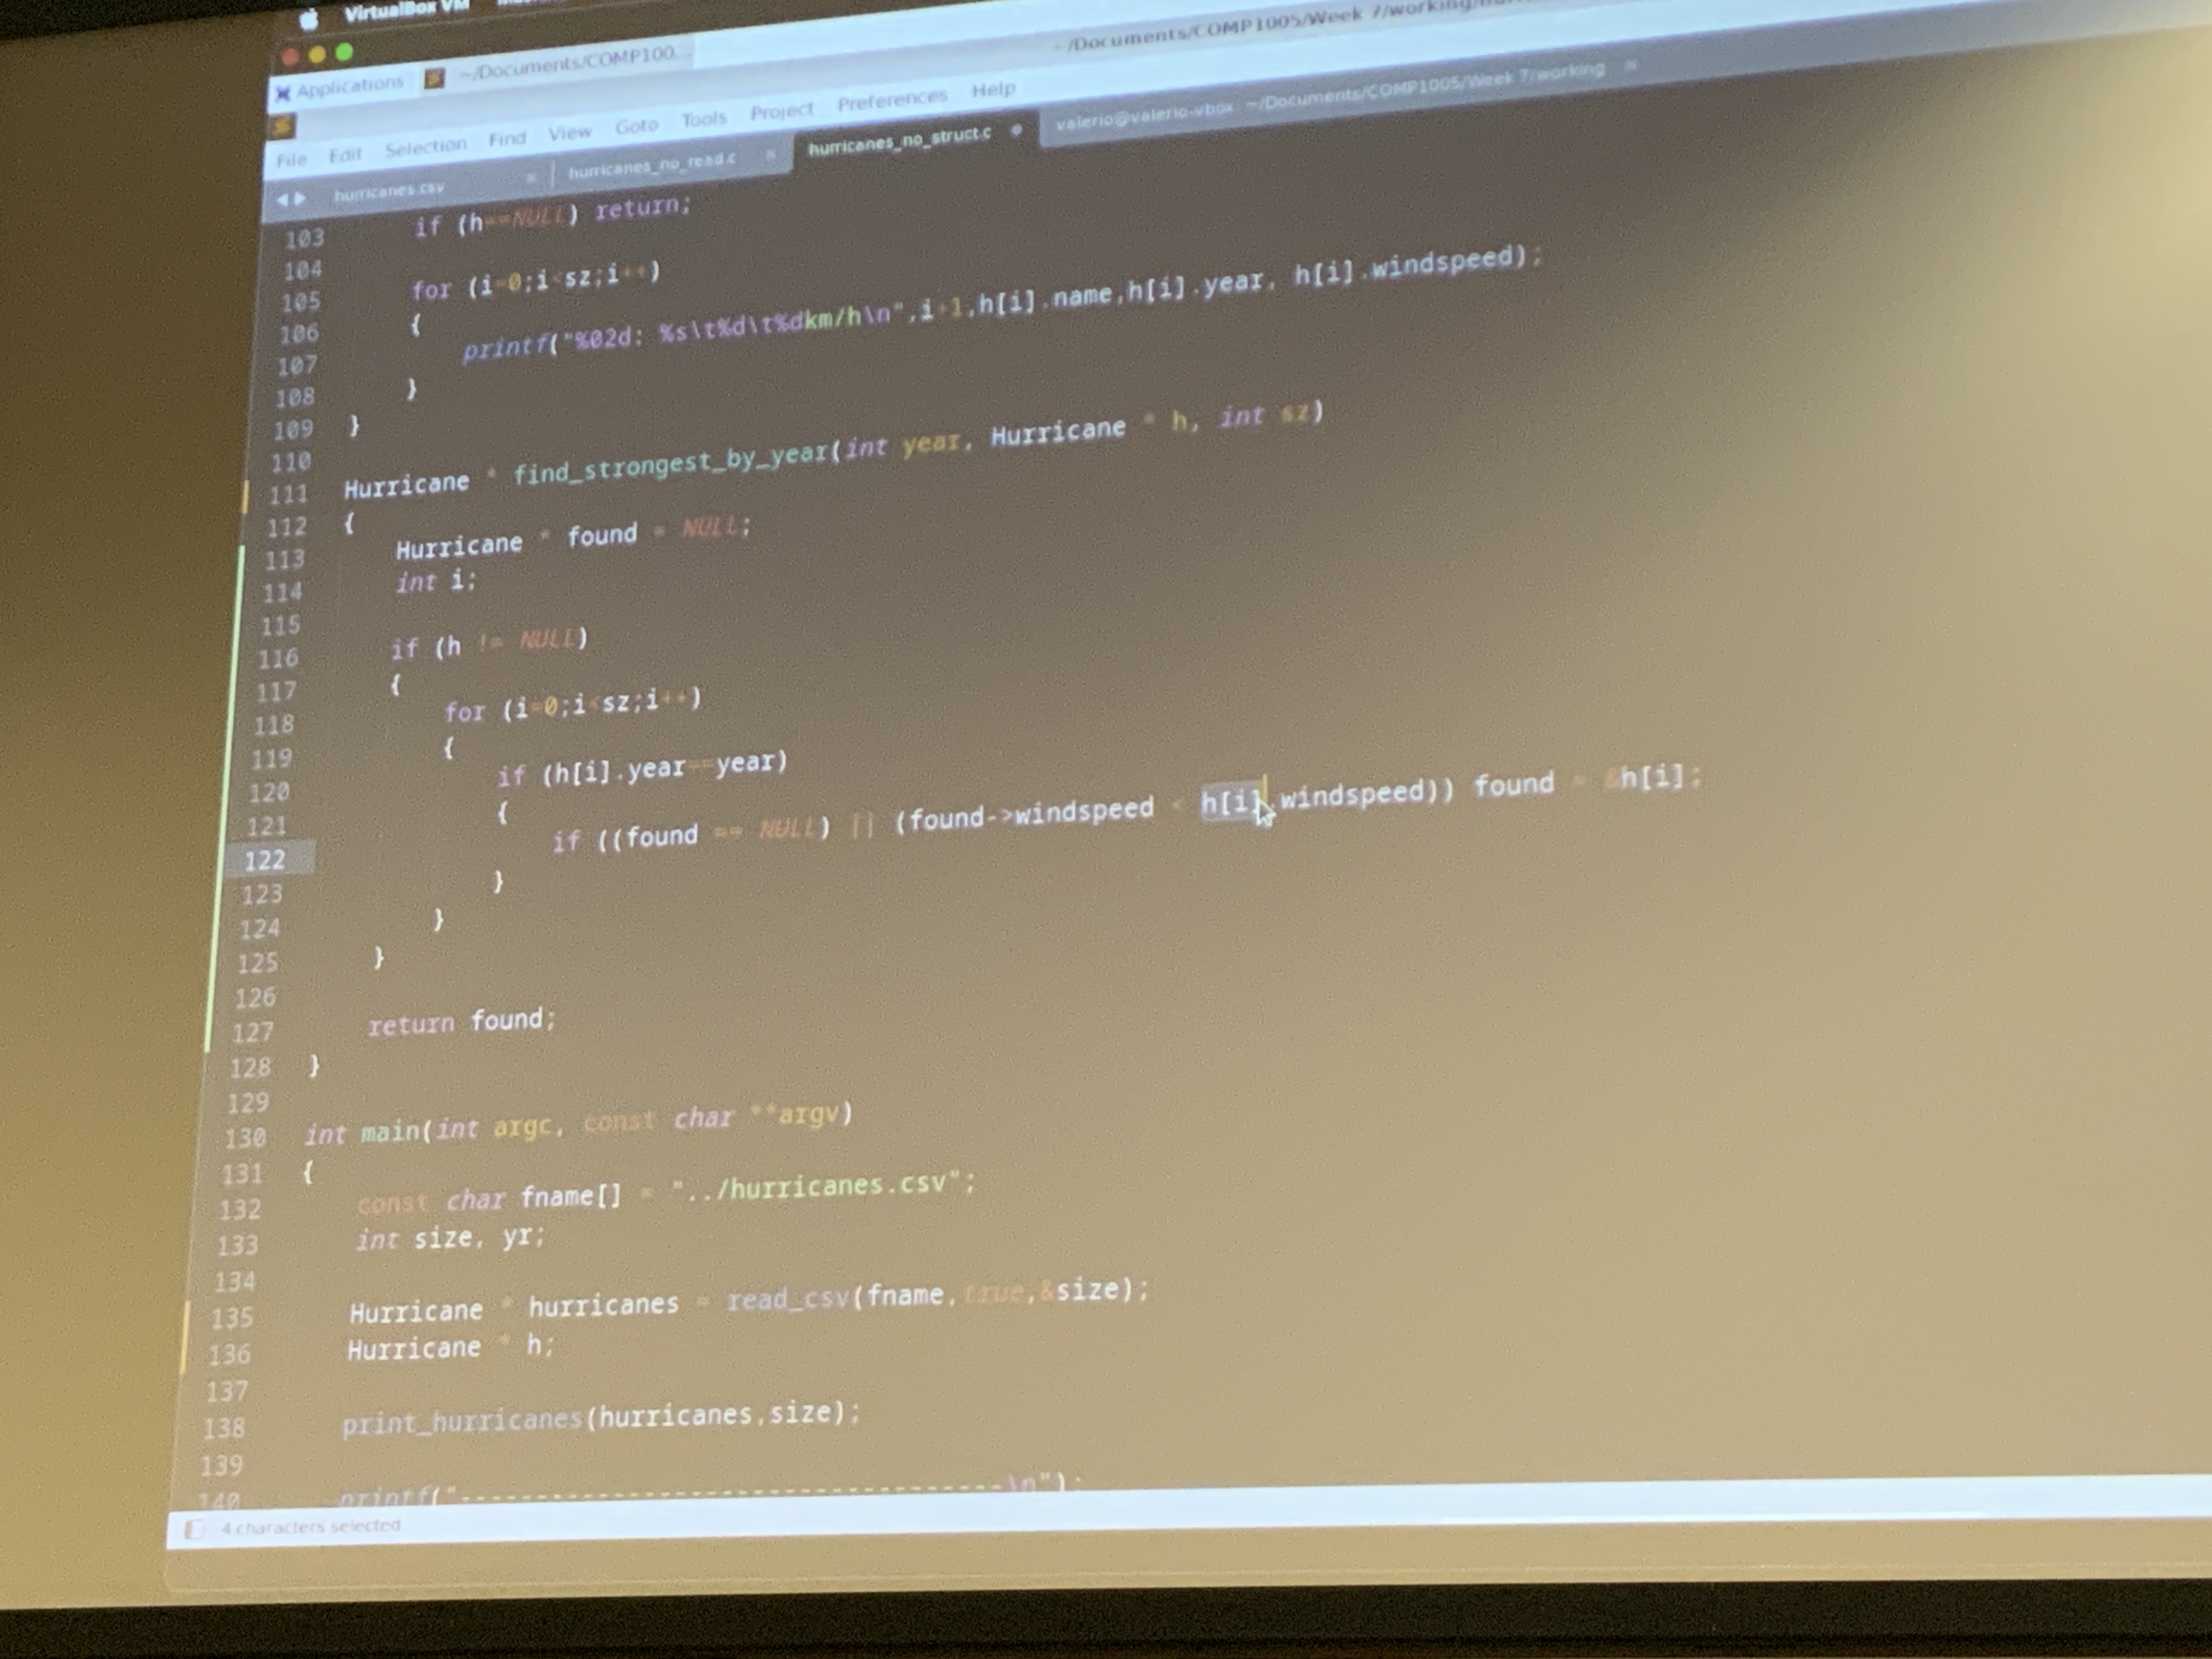 VirtualBox VM
Applications ~/Documents/COMP100...
~/Documents/COMP1005/Week 7/working/
File Edit Selection Find View Goto Tools Project Preferences Help
hurricanes.csv hurricanes_no_read.c hurricanes_no_struct.c valerio@valerio-vbox: ~/Documents/COMP1005/Week 7/working
103 if (h==NULL) return;
104
105 for (i=0;i<sz;i++)
106 {
107 printf("%02d: %s\t%d\t%dkm/h\n",i+1,h[i].name,h[i].year, h[i].windspeed);
108 }
109 }
110
111 Hurricane * find_strongest_by_year(int year, Hurricane * h, int sz)
112 {
113 Hurricane * found = NULL;
114 int i;
115
116 if (h != NULL)
117 {
118 for (i=0;i<sz;i++)
119 {
120 if (h[i].year==year)
121 {
122 if ((found == NULL) || (found->windspeed < h[i].windspeed)) found = &h[i];
123 }
124 }
125 }
126
127 return found;
128 }
129
130 int main(int argc, const char **argv)
131 {
132 const char fname[] = "../hurricanes.csv";
133 int size, yr;
134
135 Hurricane * hurricanes = read_csv(fname,true,&size);
136 Hurricane * h;
137
138 print_hurricanes(hurricanes,size);
139
140 printf("------------------------------------\n");
4 characters selected